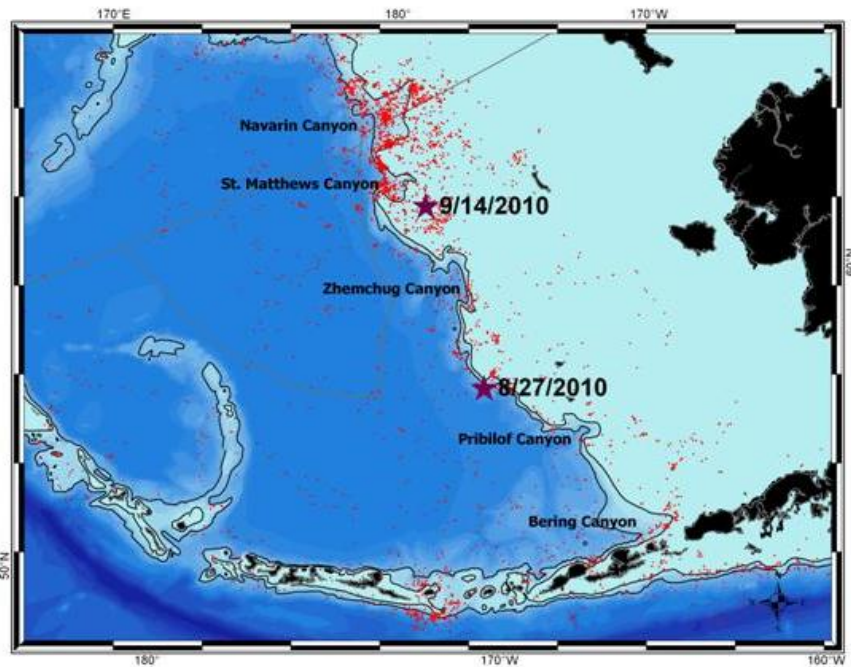 170°E 180° 170°W
Navarin Canyon
St. Matthews Canyon
9/14/2010
60°N
Zhemchug Canyon
8/27/2010
Pribilof Canyon
Bering Canyon
50°N
180° 170°W 160°W